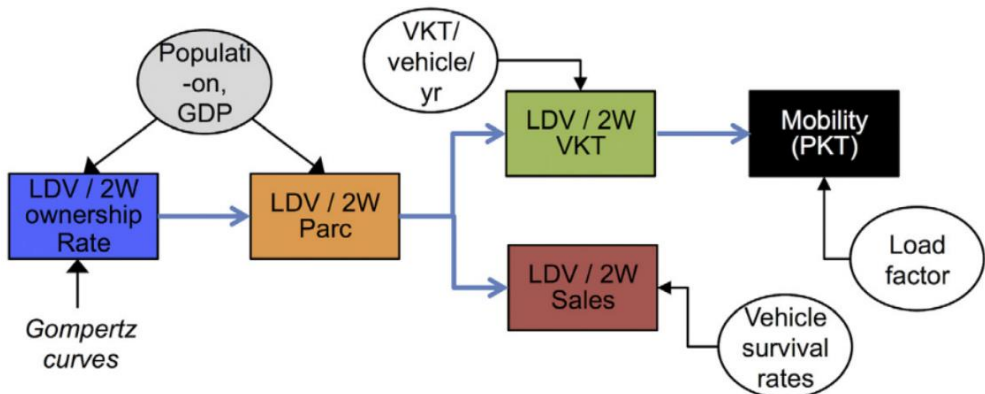 Populati
-on,
GDP
VKT/
vehicle/
yr
LDV / 2W
VKT
Mobility
(PKT)
LDV / 2W
ownership
Rate
LDV / 2W
Parc
LDV / 2W
Sales
Load
factor
Vehicle
survival
rates
Gompertz
curves